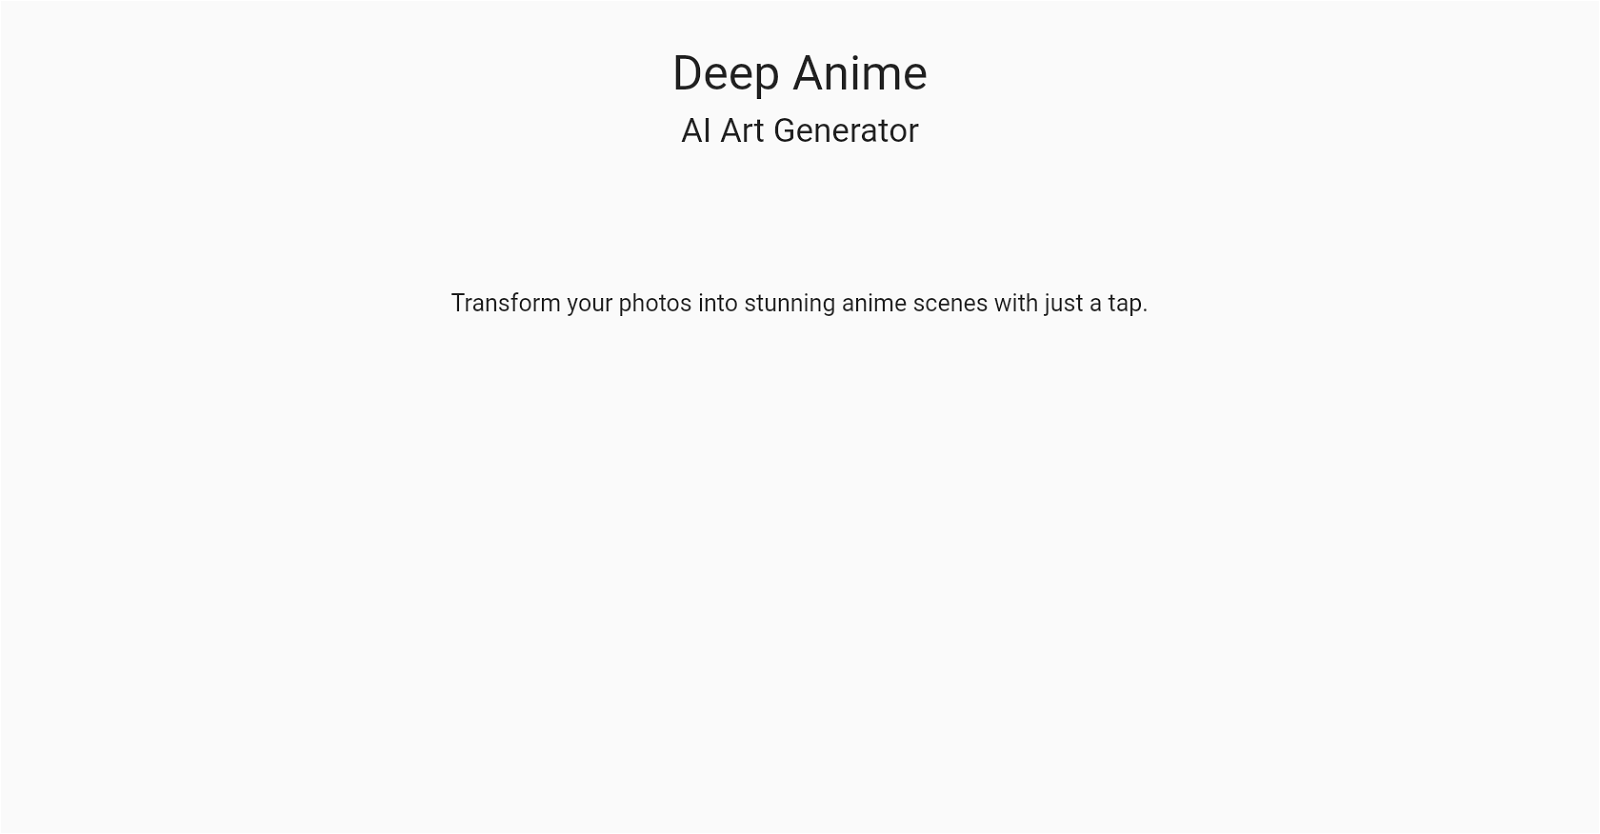 Deep Anime
AI Art Generator
Transform your photos into stunning anime scenes with just a tap.